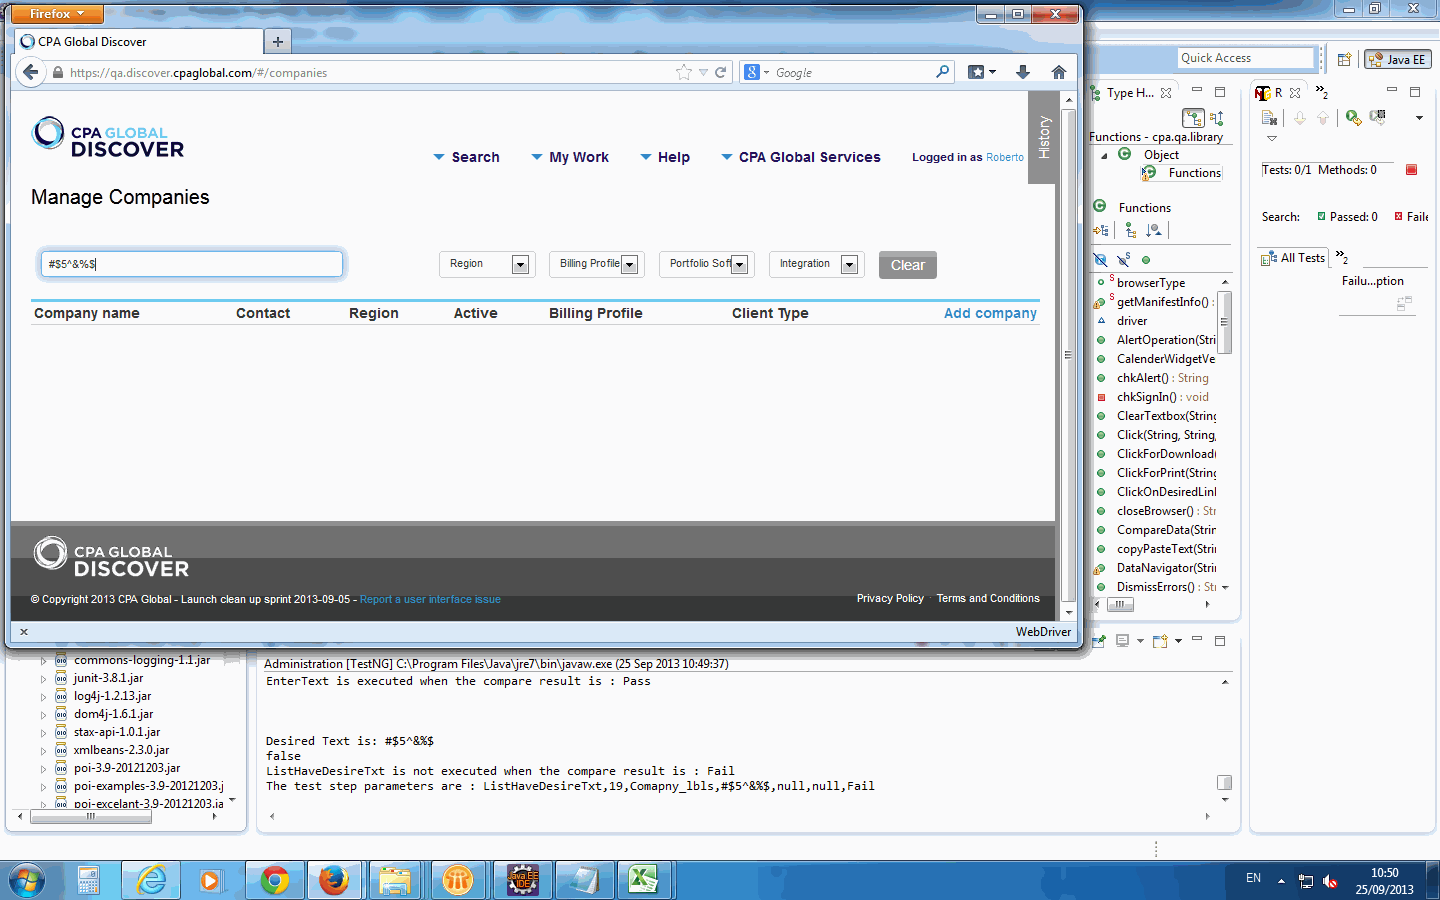 Firefox
CPA Global Discover
https://qa.discover.cpaglobal.com/#/companies
Google
CPA GLOBAL
DISCOVER
Search
My Work
Help
CPA Global Services
Logged in as Roberto
History
Manage Companies
#$5^&%$
Region
Billing Profile
Portfolio Soft
Integration
Clear
Company name Contact Region Active Billing Profile Client Type Add company
CPA GLOBAL
DISCOVER
© Copyright 2013 CPA Global - Launch clean up sprint 2013-09-05 - Report a user interface issue
Privacy Policy Terms and Conditions
WebDriver
Quick Access
Java EE
Type H...
Functions - cpa.qa.library
Object
Functions
Functions
browserType
getManifestInfo() :
driver
AlertOperation(Stri
CalenderWidgetVe
chkAlert() : String
chkSignIn() : void
ClearTextbox(String
Click(String, String,
ClickForDownload(
ClickForPrint(String
ClickOnDesiredLinl
closeBrowser() : Str
CompareData(Strin
copyPasteText(Stri
DataNavigator(Strin
DismissErrors() : St
R
2
Tests: 0/1 Methods: 0
Search:
Passed: 0
Faile
All Tests
2
Failu...ption
commons-logging-1.1.jar
junit-3.8.1.jar
log4j-1.2.13.jar
dom4j-1.6.1.jar
stax-api-1.0.1.jar
xmlbeans-2.3.0.jar
poi-3.9-20121203.jar
poi-examples-3.9-20121203.j
poi-excelant-3.9-20121203.ja
Administration [TestNG] C:\Program Files\Java\jre7\bin\javaw.exe (25 Sep 2013 10:49:37)
EnterText is executed when the compare result is : Pass
Desired Text is: #$5^&%$
false
ListHaveDesireTxt is not executed when the compare result is : Fail
The test step parameters are : ListHaveDesireTxt,19,Comapny_lbls,#$5^&%$,null,null,Fail
Java EE
IDE
EN
10:50
25/09/2013